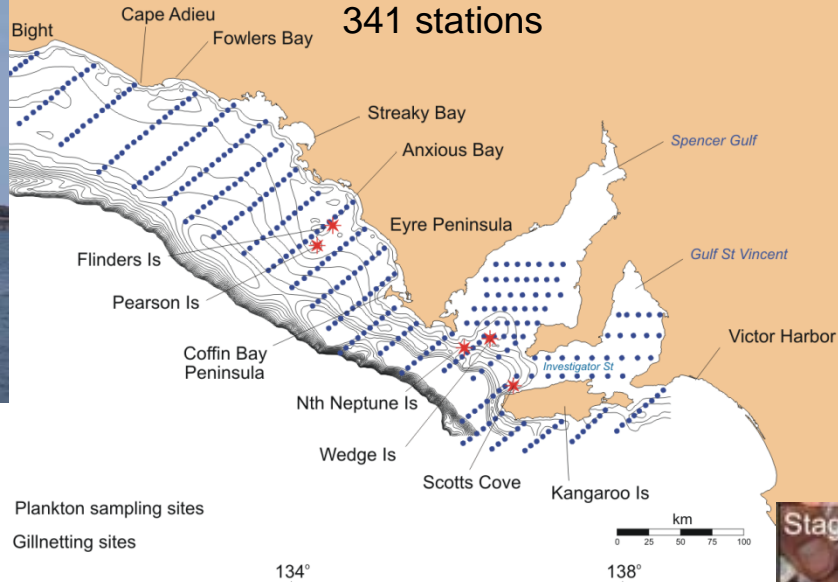 341 stations
Cape Adieu
Bight
Fowlers Bay
Streaky Bay
Spencer Gulf
Anxious Bay
Eyre Peninsula
Gulf St Vincent
Flinders Is
Pearson Is
Victor Harbor
Coffin Bay
Peninsula
Investigator St
Nth Neptune Is
Wedge Is
Scotts Cove
Kangaroo Is
Plankton sampling sites
Gillnetting sites
km
0 25 50 75 100
Stag
134°
138°